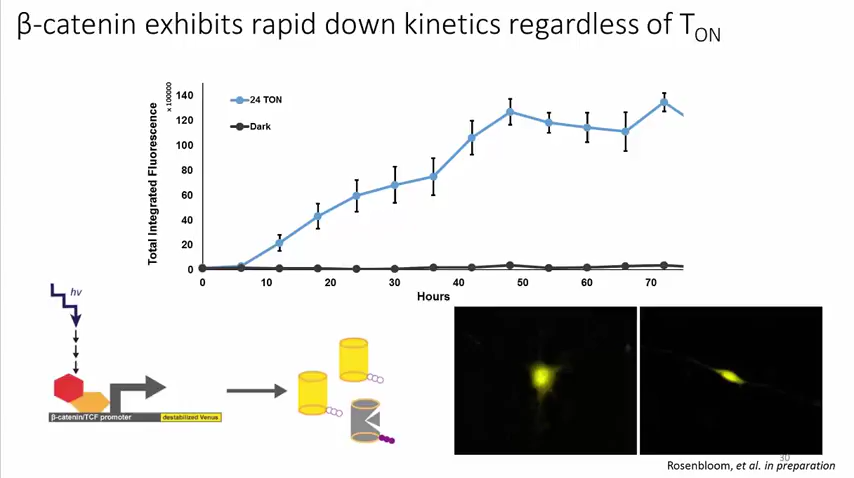 β-catenin exhibits rapid down kinetics regardless of TON
x 100000
Total Integrated Fluorescence
140
120
100
80
60
40
20
0
24 TON
Dark
0 10 20 30 40 50 60 70
Hours
hv
β-catenin/TCF promoter
destabilized Venus
30
Rosenbloom, et al. in preparation